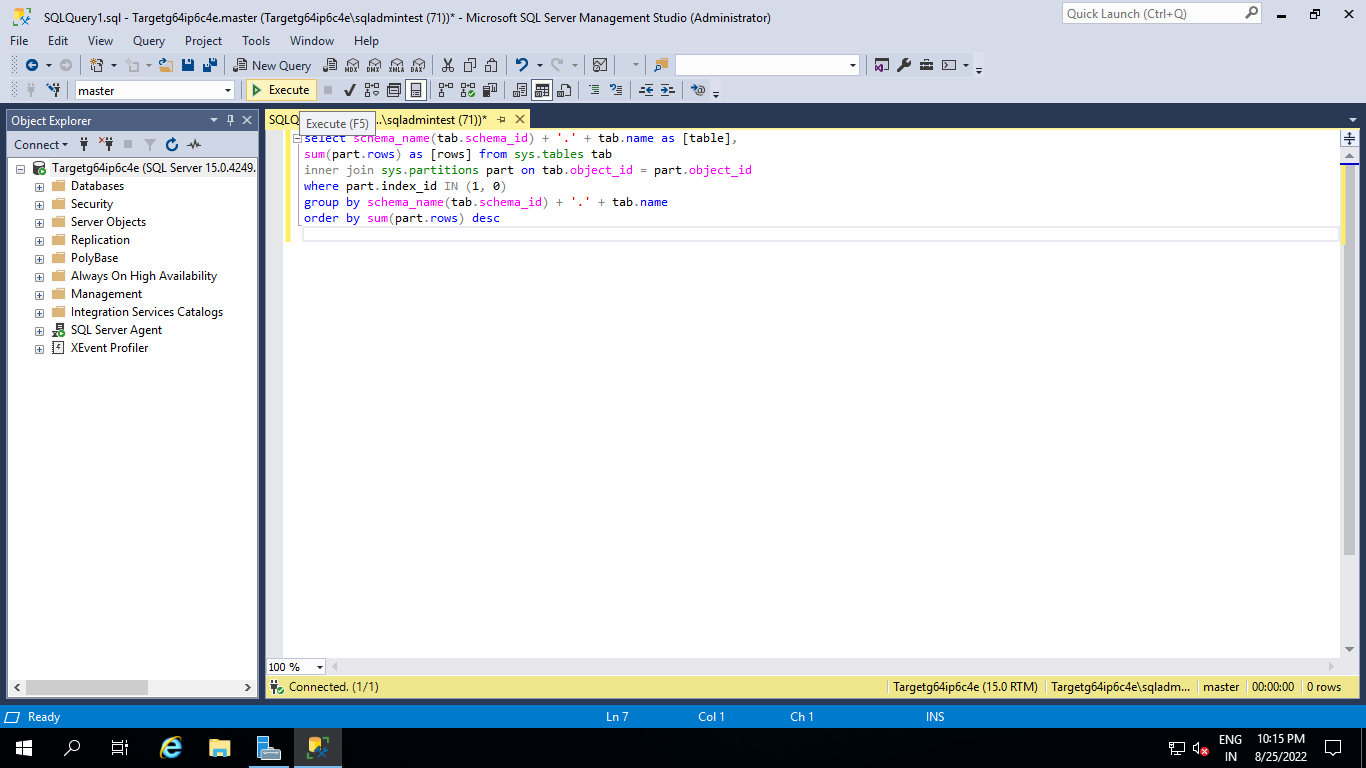 SQLQuery1.sql - Targetg64ip6c4e.master (Targetg64ip6c4e\sqladmintest (71))* - Microsoft SQL Server Management Studio (Administrator)
Quick Launch (Ctrl+Q)
File Edit View Query Project Tools Window Help
New Query
MDX DMX XMLA DAX
master
Execute
Object Explorer
SQLQ
Execute (F5)
..\sqladmintest (71))*
Connect
Targetg64ip6c4e (SQL Server 15.0.4249.
Databases
Security
Server Objects
Replication
PolyBase
Always On High Availability
Management
Integration Services Catalogs
SQL Server Agent
XEvent Profiler
select schema_name(tab.schema_id) + '.' + tab.name as [table],
sum(part.rows) as [rows] from sys.tables tab
inner join sys.partitions part on tab.object_id = part.object_id
where part.index_id IN (1, 0)
group by schema_name(tab.schema_id) + '.' + tab.name
order by sum(part.rows) desc
100 %
Connected. (1/1)
Targetg64ip6c4e (15.0 RTM)
Targetg64ip6c4e\sqladm...
master
00:00:00
0 rows
Ready
Ln 7
Col 1
Ch 1
INS
ENG
IN
10:15 PM
8/25/2022